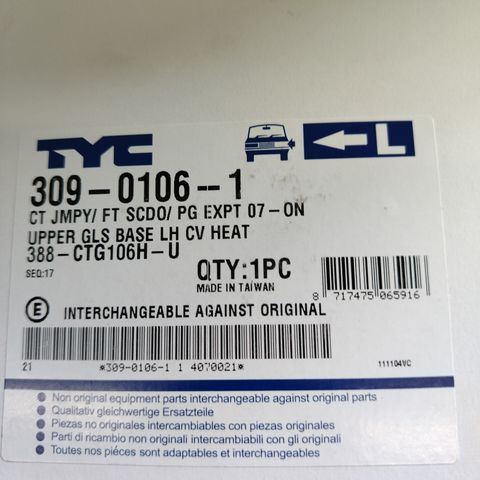 TYC
L
309-0106--1
CT JMPY/ FT SCDO/ PG EXPT 07-ON
UPPER GLS BASE LH CV HEAT
388-CTG106H-U
SEQ:17
QTY:1PC
MADE IN TAIWAN
8 717475 065916
E INTERCHANGEABLE AGAINST ORIGINAL
21 *309-0106-1 1 4070021* 111104VC
Non original equipment parts interchangeable against original parts
Qualitativ gleichwertige Ersatzteile
Piezas no originales intercambiables con piezas originales
Parti di ricambio non originali intercambiabili con gli originali
Toutes nos piéces sont adaptables et interchangeables